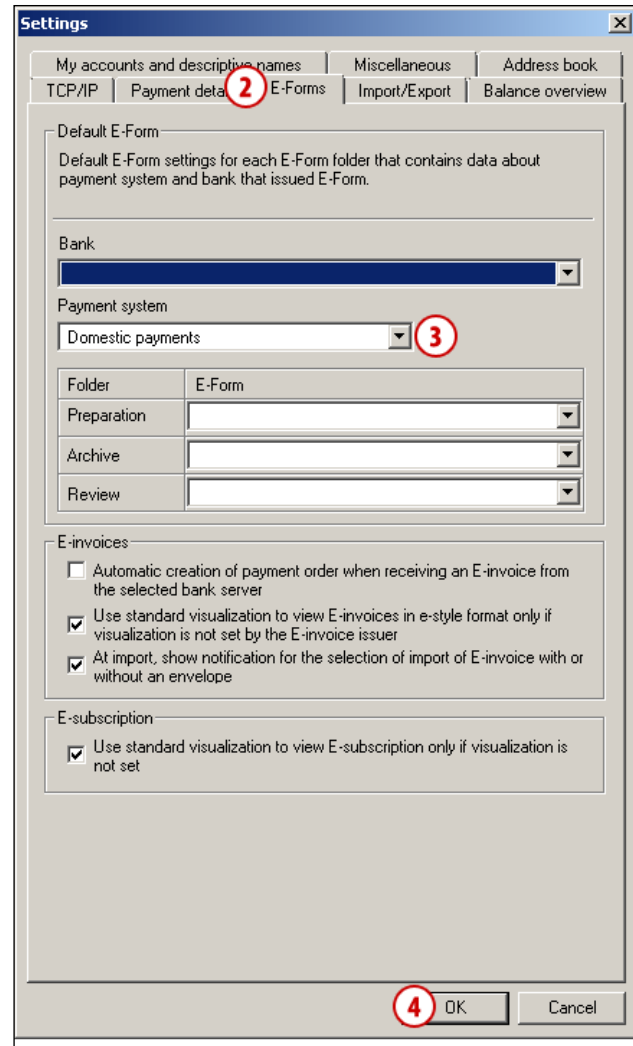 Settings
My accounts and descriptive names Miscellaneous Address book
TCP/IP Payment 2 E-Forms Import/Export Balance overview
Default E-Form
Default E-Form settings for each E-Form folder that contains data about
payment system and bank that issued E-Form.
Bank
Payment system
Domestic payments 3
Folder E-Form
Preparation
Archive
Review
E-invoices
Automatic creation of payment order when receiving an E-invoice from
the selected bank server
Use standard visualization to view E-invoices in e-style format only if
visualization is not set by the E-invoice issuer
At import, show notification for the selection of import of E-invoice with or
without an envelope
E-subscription
Use standard visualization to view E-subscription only if visualization is
not set
4 OK Cancel